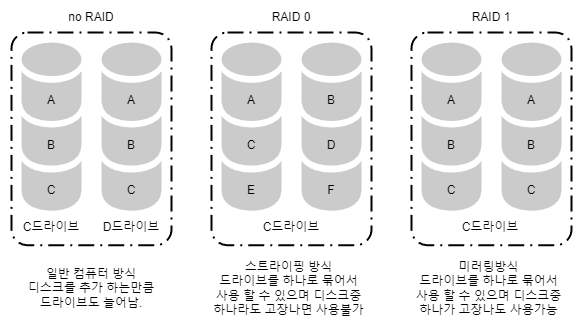 no RAID
RAID 0
RAID 1
A A
B B
C C
C드라이브 D드라이브
A B
C D
E F
C드라이브
A A
B B
C C
C드라이브
일반 컴퓨터 방식
디스크를 추가 하는만큼
드라이브도 늘어남.
스트라이핑 방식
드라이브를 하나로 묶어서
사용 할 수 있으며 디스크중
하나라도 고장나면 사용불가
미러링방식
드라이브를 하나로 묶어서
사용 할 수 있으며 디스크중
하나가 고장나도 사용가능